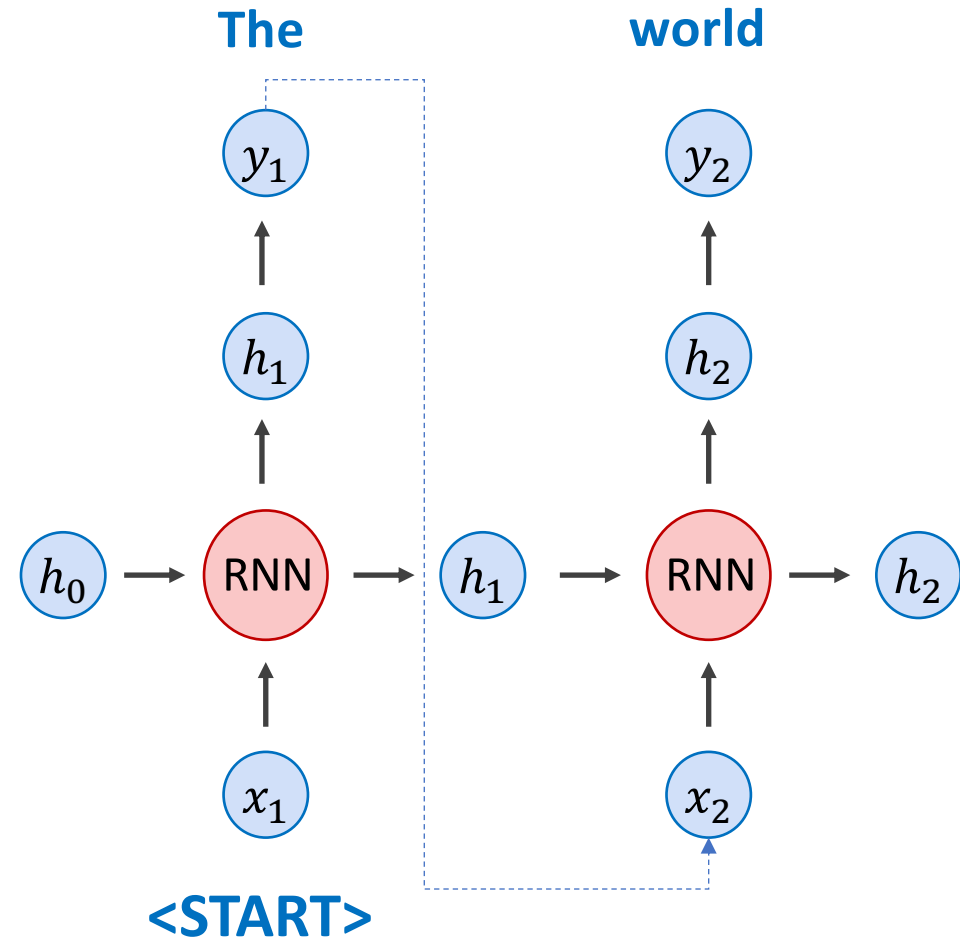 The world
y₁ y₂
h₁ h₂
h₀ RNN h₁ RNN h₂
x₁ x₂
<START>